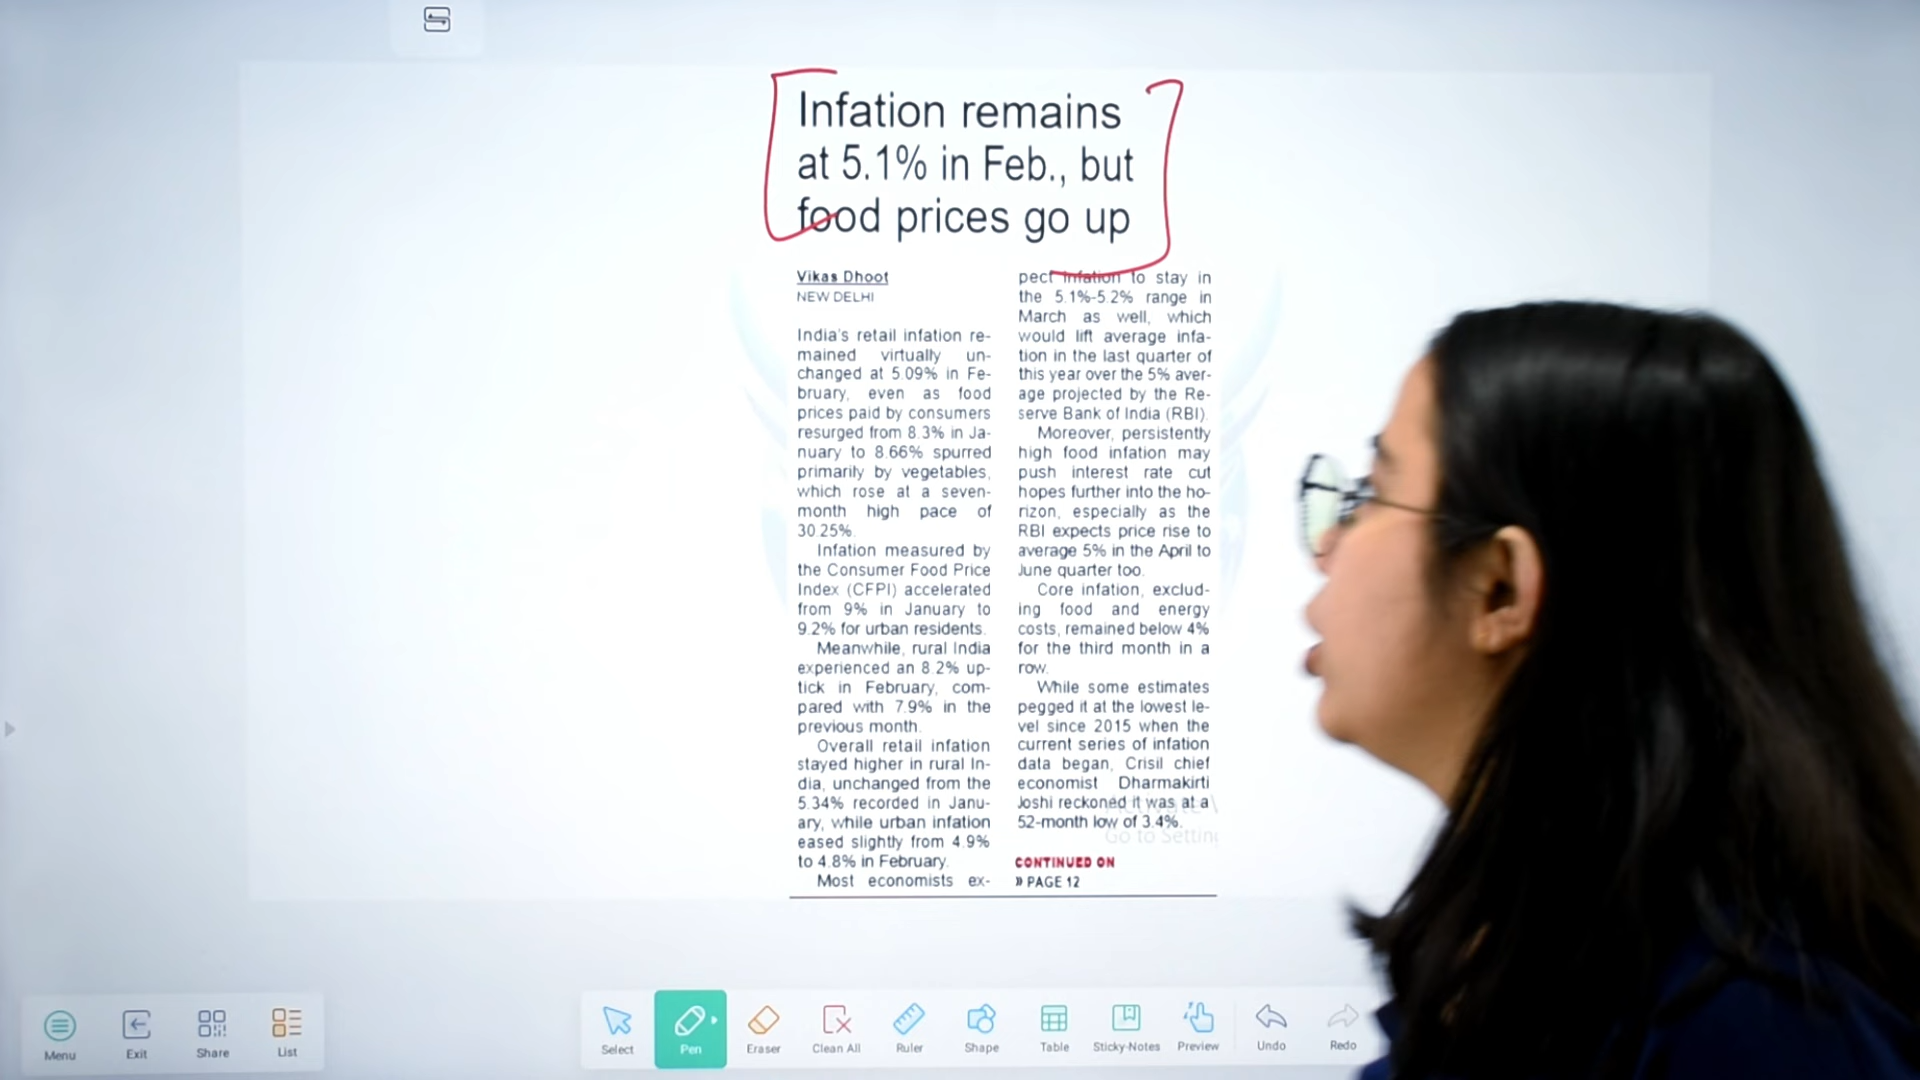 Infation remains
at 5.1% in Feb., but
food prices go up
Vikas Dhoot
NEW DELHI
India's retail infation re-
mained virtually un-
changed at 5.09% in Fe-
bruary, even as food
prices paid by consumers
resurged from 8.3% in Ja-
nuary to 8.66% spurred
primarily by vegetables,
which rose at a seven-
month high pace of
30.25%.
Infation measured by
the Consumer Food Price
Index (CFPI) accelerated
from 9% in January to
9.2% for urban residents.
Meanwhile, rural India
experienced an 8.2% up-
tick in February, com-
pared with 7.9% in the
previous month.
Overall retail infation
stayed higher in rural In-
dia, unchanged from the
5.34% recorded in Janu-
ary, while urban infation
eased slightly from 4.9%
to 4.8% in February.
Most economists ex-
pect infation to stay in
the 5.1%-5.2% range in
March as well, which
would lift average infa-
tion in the last quarter of
this year over the 5% aver-
age projected by the Re-
serve Bank of India (RBI).
Moreover, persistently
high food infation may
push interest rate cut
hopes further into the ho-
rizon, especially as the
RBI expects price rise to
average 5% in the April to
June quarter too.
Core infation, exclud-
ing food and energy
costs, remained below 4%
for the third month in a
row.
While some estimates
pegged it at the lowest le-
vel since 2015 when the
current series of infation
data began, Crisil chief
economist Dharmakirti
Joshi reckoned it was at a
52-month low of 3.4%.
Go to Setting
CONTINUED ON
» PAGE 12
Menu Exit Share List Select Pen Eraser Clean All Ruler Shape Table Sticky-Notes Preview Undo Redo